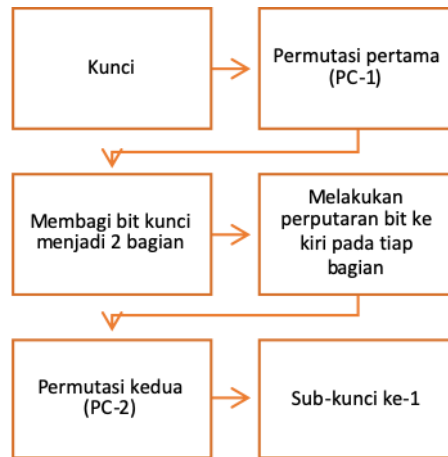 Kunci
Permutasi pertama
(PC-1)
Membagi bit kunci
menjadi 2 bagian
Melakukan
perputaran bit ke
kiri pada tiap
bagian
Permutasi kedua
(PC-2)
Sub-kunci ke-1